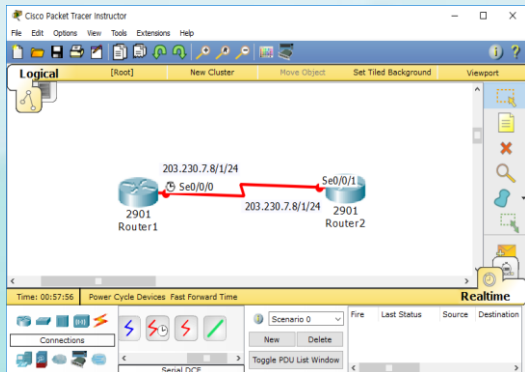 Cisco Packet Tracer Instructor
File Edit Options View Tools Extensions Help
Logical [Root] New Cluster Move Object Set Tiled Background Viewport
203.230.7.8/1/24
Se0/0/0 Se0/0/1
203.230.7.8/1/24
2901 2901
Router1 Router2
Time: 00:57:56 Power Cycle Devices Fast Forward Time Realtime
Scenario 0 Fire Last Status Source Destination
Connections New Delete
Toggle PDU List Window
Serial DCE